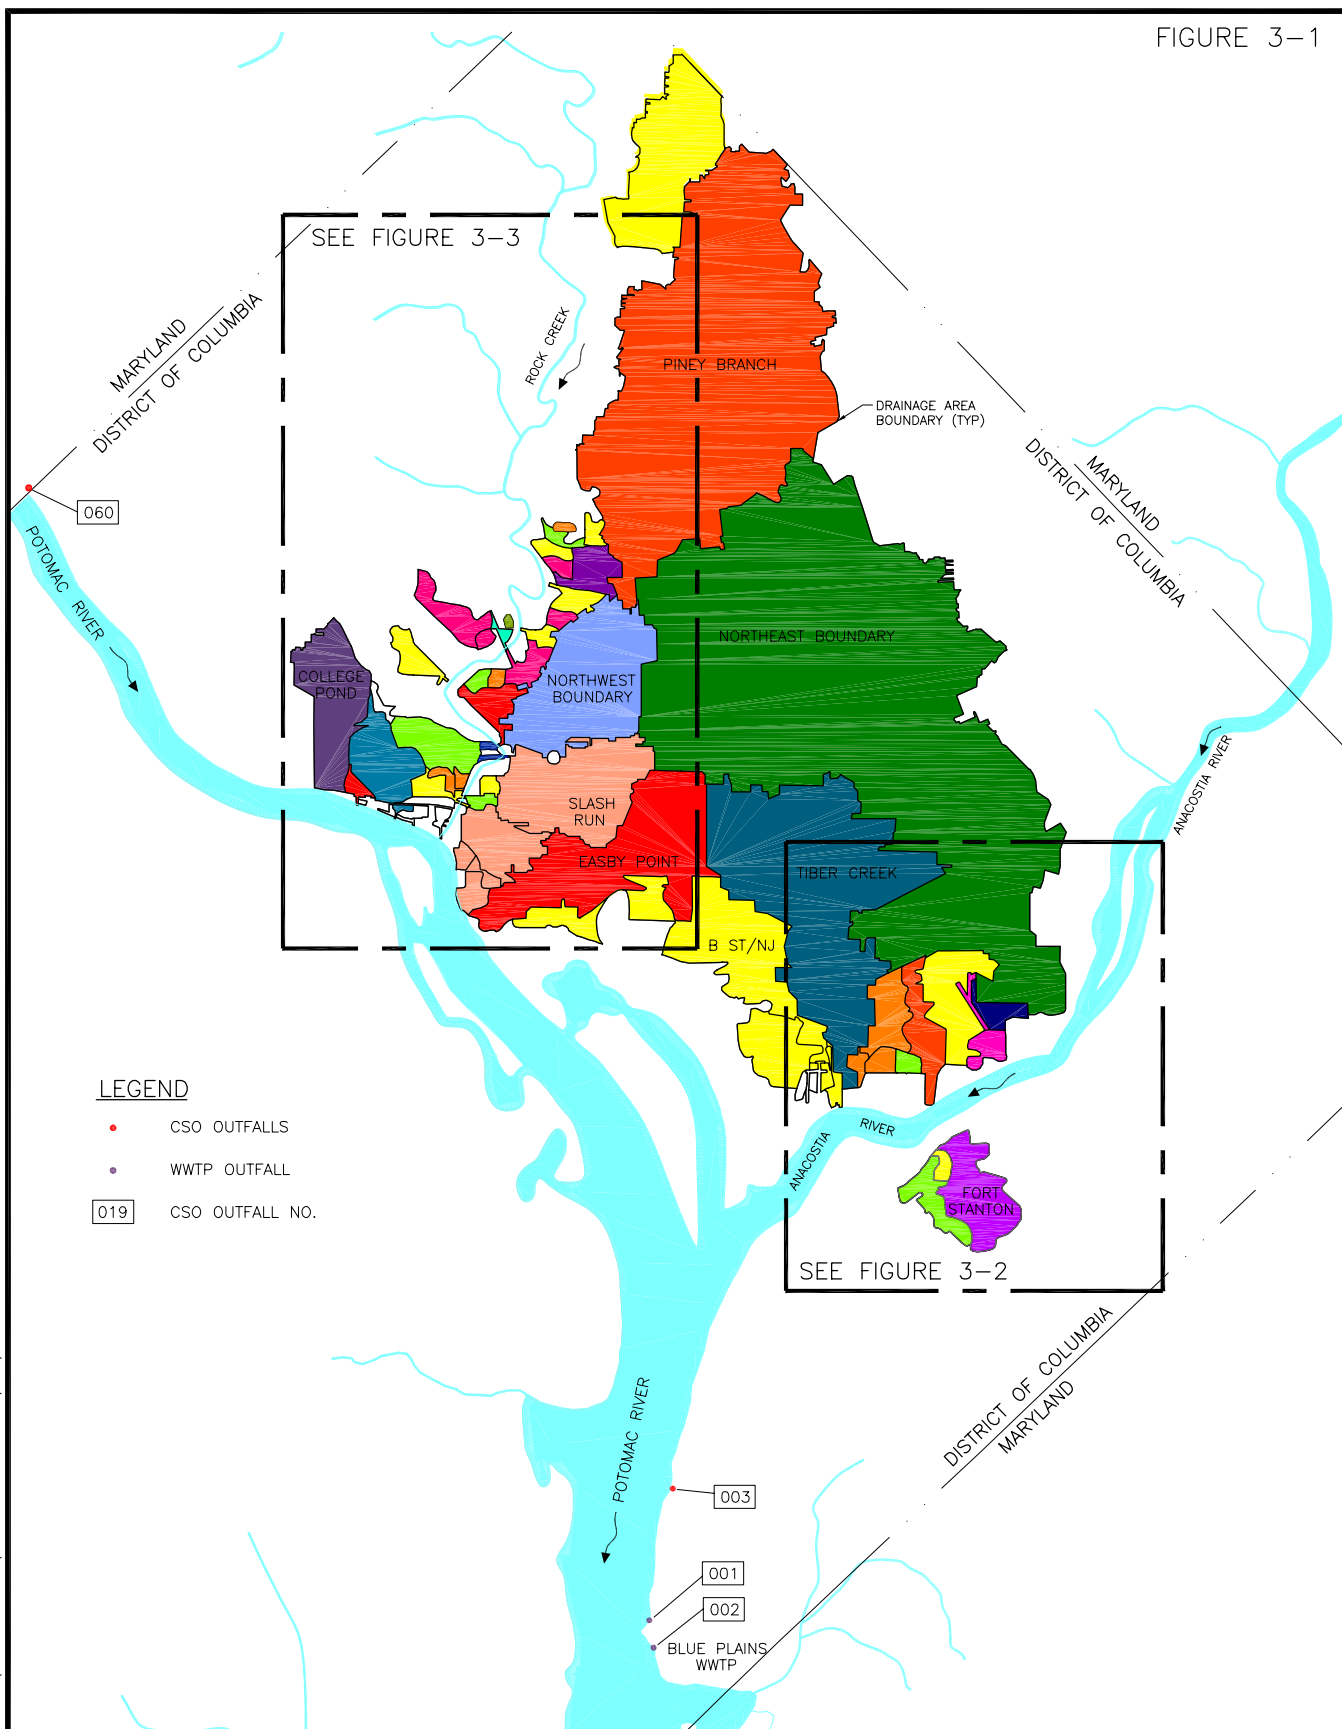 FIGURE 3-1
SEE FIGURE 3-3
MARYLAND
DISTRICT OF COLUMBIA
ROCK CREEK
PINEY BRANCH
DRAINAGE AREA
BOUNDARY (TYP)
MARYLAND
DISTRICT OF COLUMBIA
060
POTOMAC RIVER
NORTHEAST BOUNDARY
COLLEGE
POND
NORTHWEST
BOUNDARY
ANACOSTIA RIVER
SLASH
RUN
EASBY POINT
TIBER CREEK
B ST/NJ
LEGEND
CSO OUTFALLS
WWTP OUTFALL
019
CSO OUTFALL NO.
ANACOSTIA
RIVER
FORT
STANTON
SEE FIGURE 3-2
DISTRICT OF COLUMBIA
MARYLAND
POTOMAC RIVER
003
001
002
BLUE PLAINS
WWTP